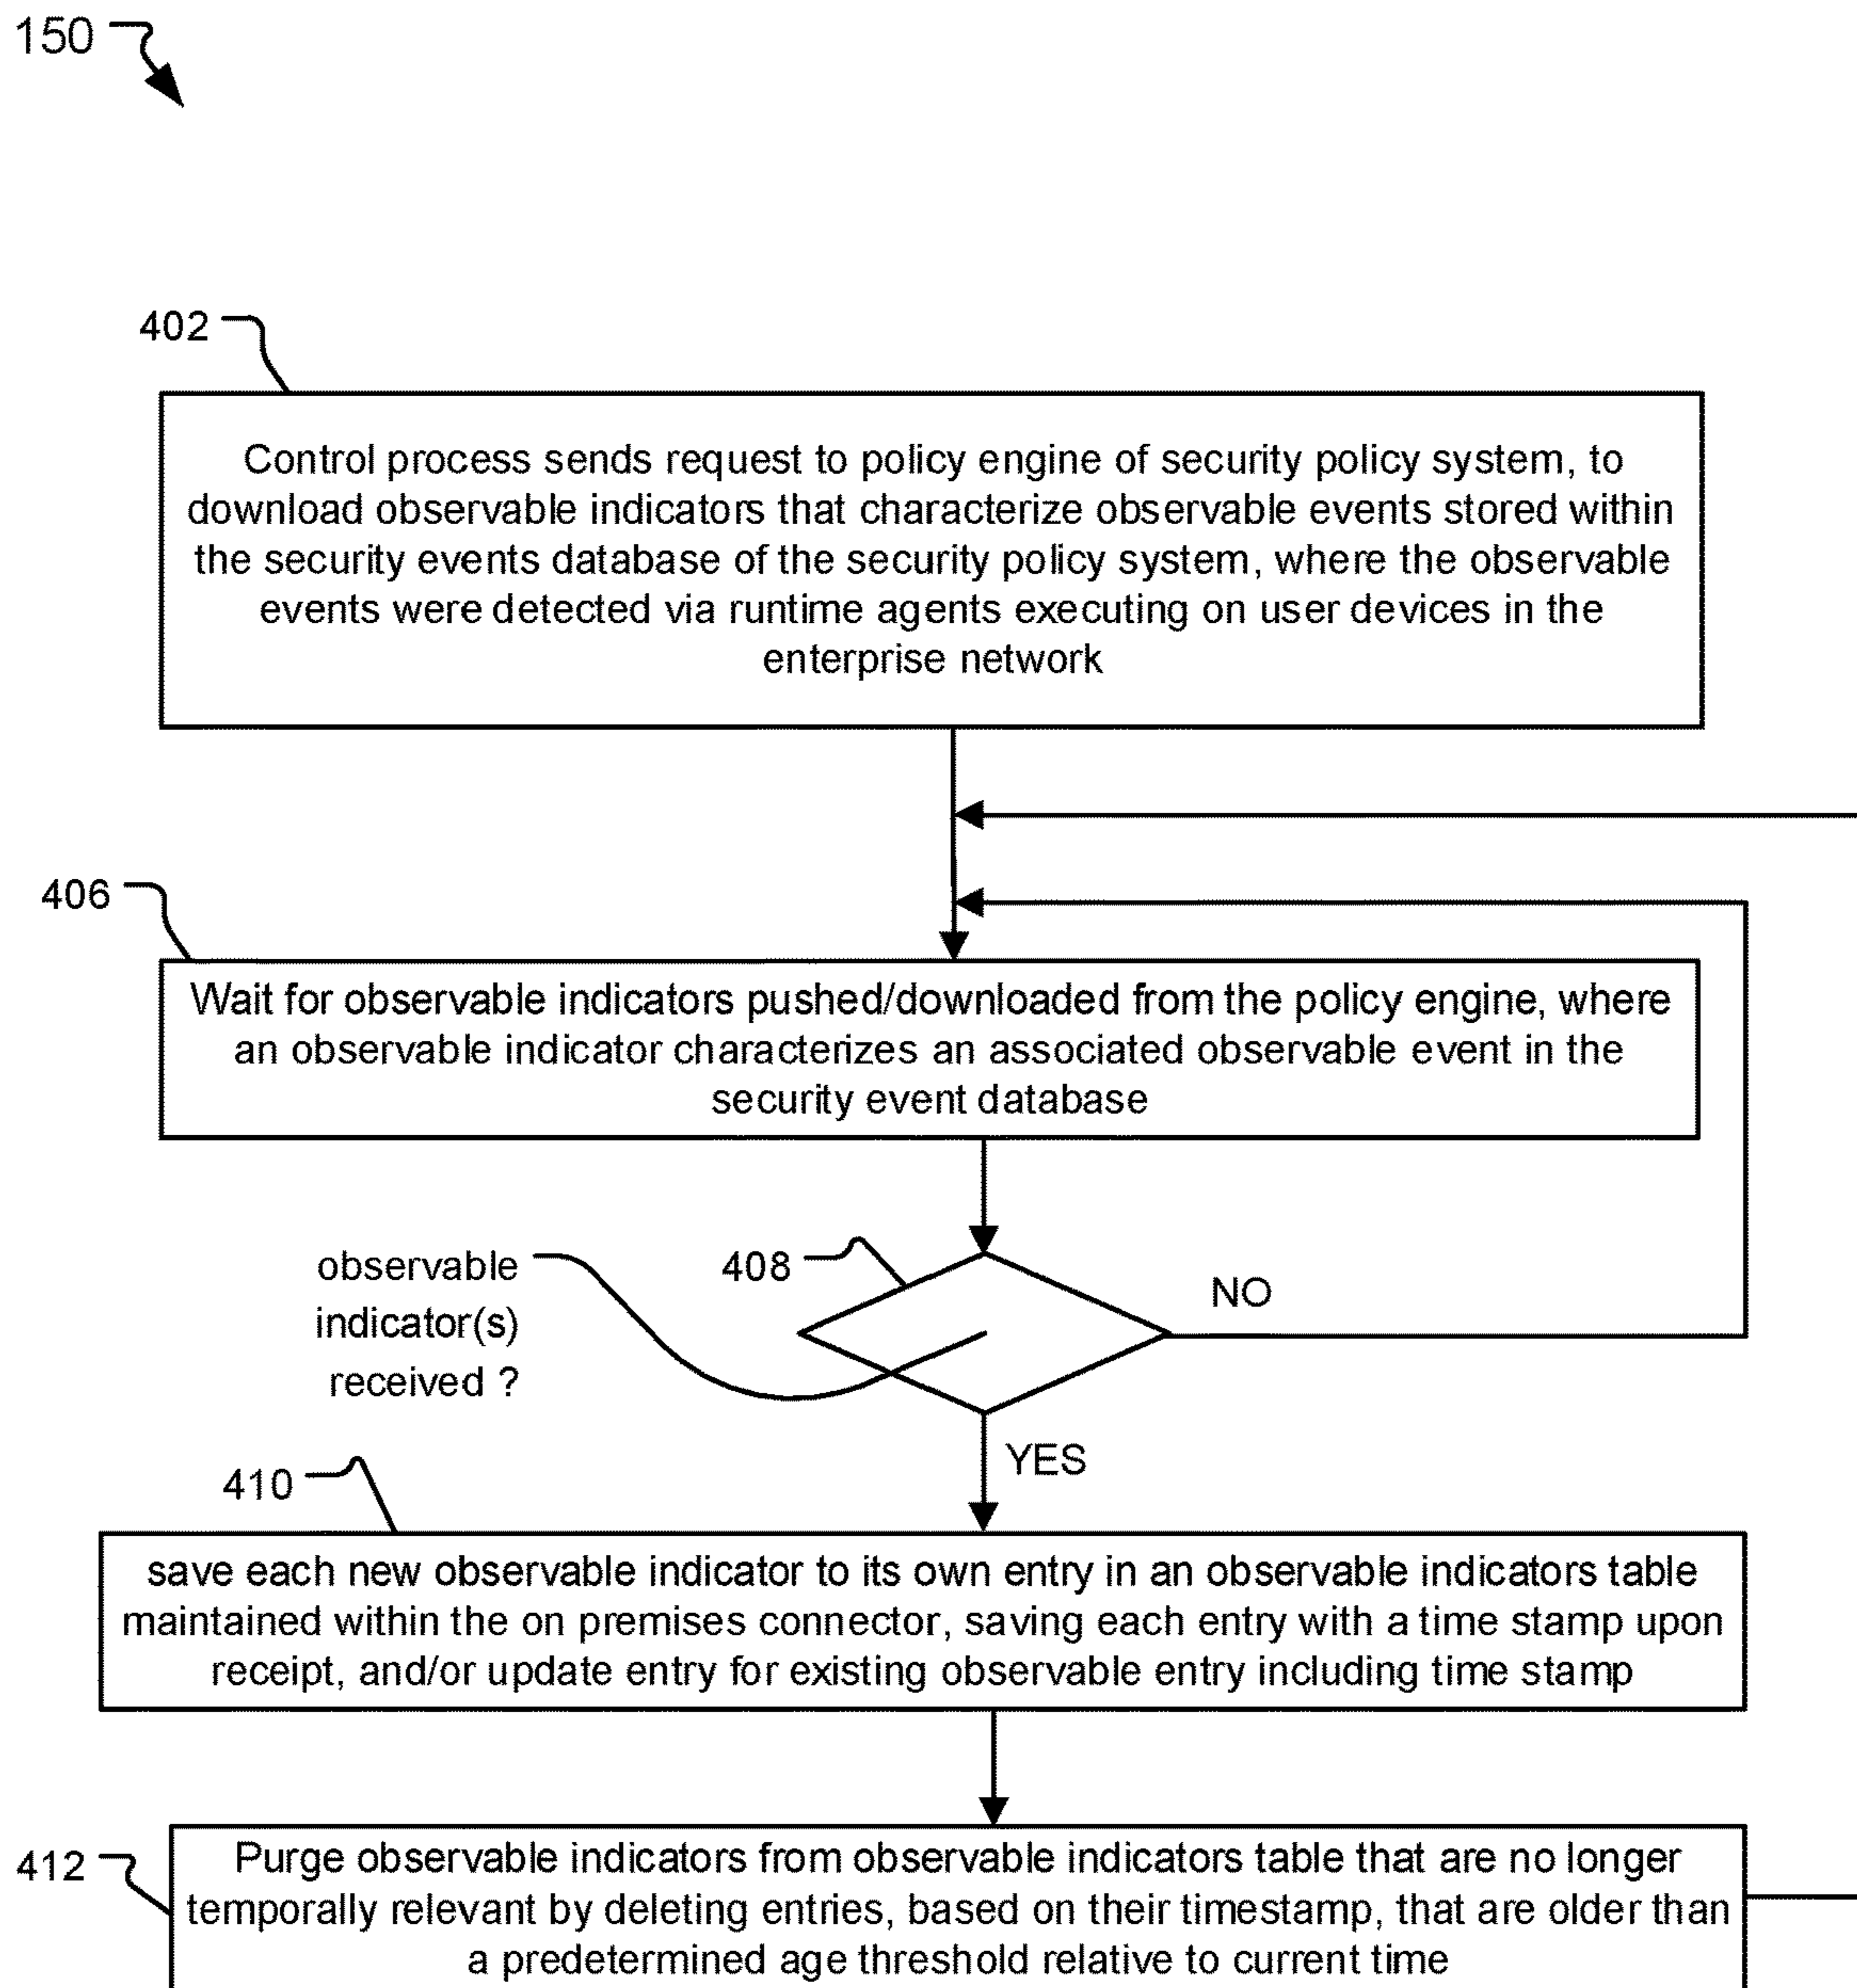 150
402
Control process sends request to policy engine of security policy system, to
download observable indicators that characterize observable events stored within
the security events database of the security policy system, where the observable
events were detected via runtime agents executing on user devices in the
enterprise network
406
Wait for observable indicators pushed/downloaded from the policy engine, where
an observable indicator characterizes an associated observable event in the
security event database
observable
indicator(s)
received ?
408
NO
YES
410
save each new observable indicator to its own entry in an observable indicators table
maintained within the on premises connector, saving each entry with a time stamp upon
receipt, and/or update entry for existing observable entry including time stamp
412
Purge observable indicators from observable indicators table that are no longer
temporally relevant by deleting entries, based on their timestamp, that are older than
a predetermined age threshold relative to current time